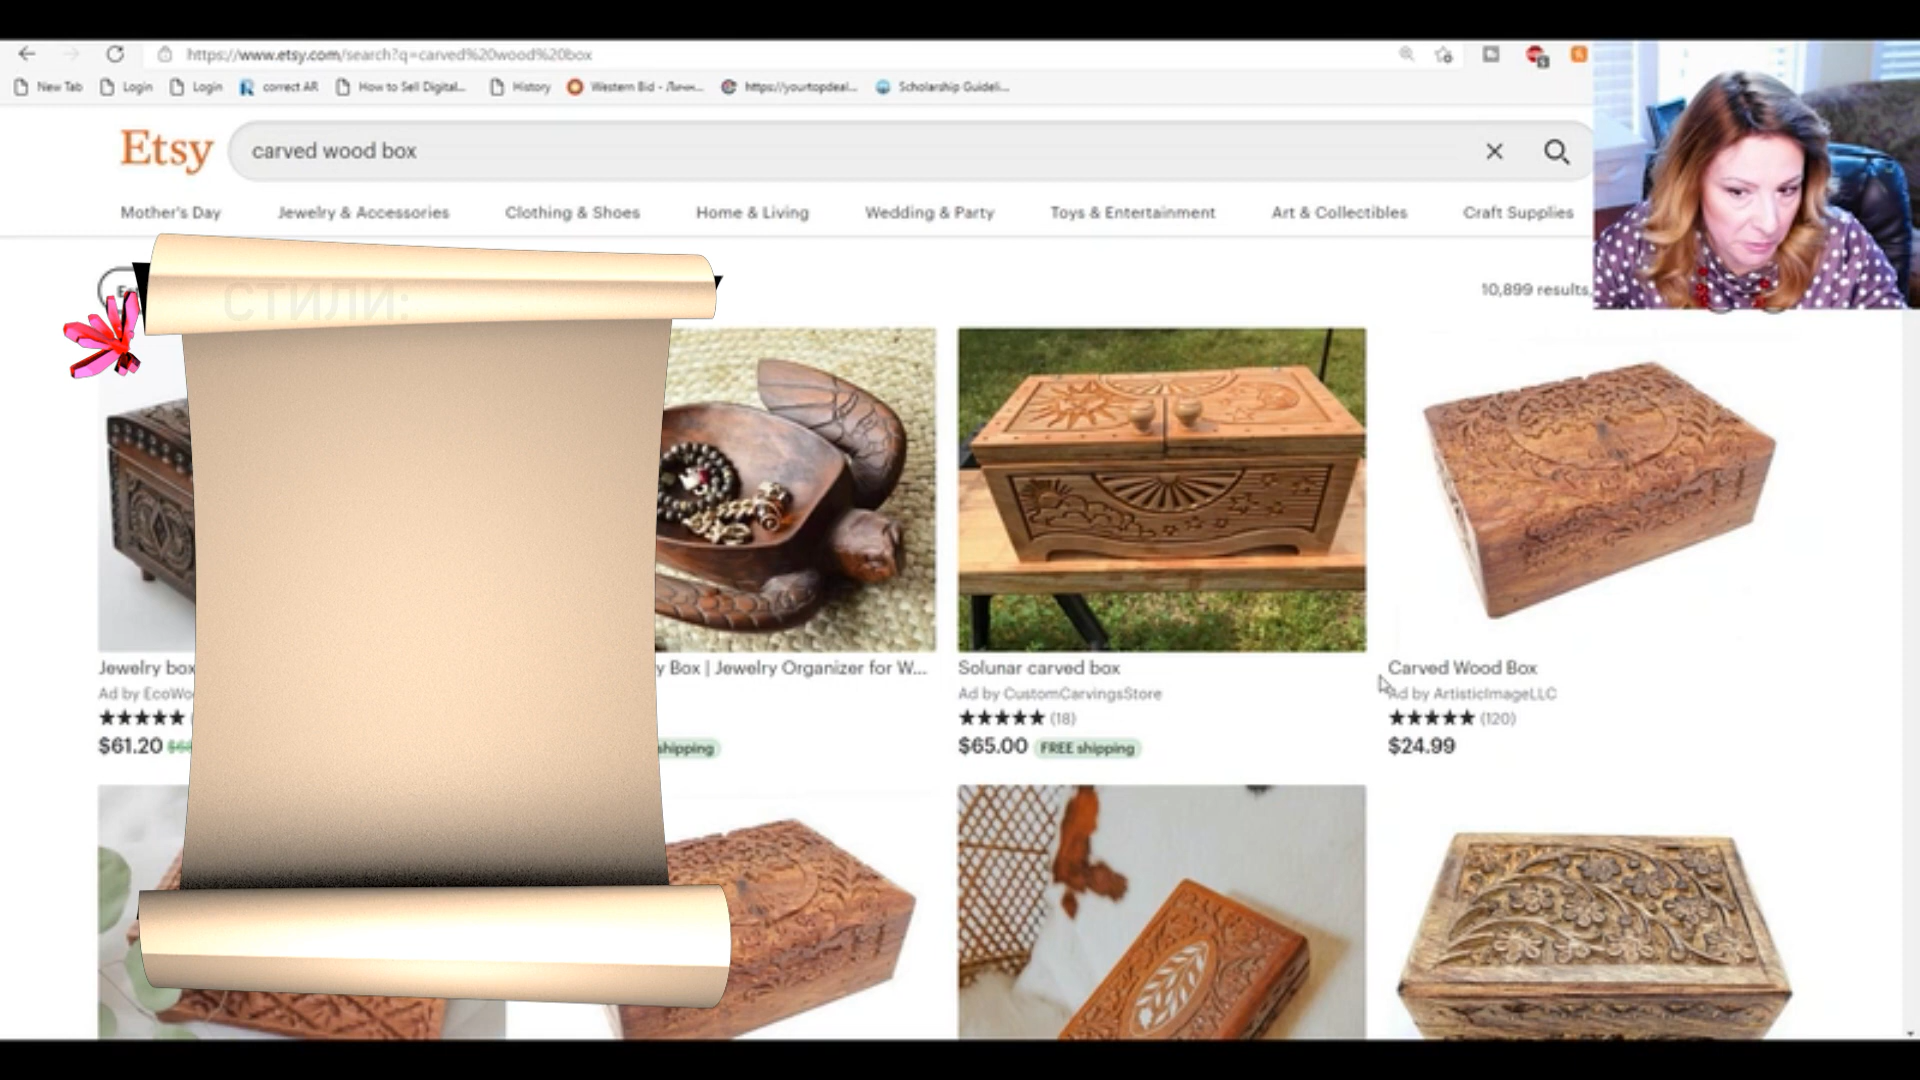 https://www.etsy.com/search?q=carved%20wood%20box
New Tab Login Login correct AR How to Sell Digital... History Western Bid - Личн... https://yourtopdeal... Scholarship Guideli...
Etsy carved wood box
Mother's Day Jewelry & Accessories Clothing & Shoes Home & Living Wedding & Party Toys & Entertainment Art & Collectibles Craft Supplies
СТИЛИ:
10,899 results,
Jewelry box y Box | Jewelry Organizer for W... Solunar carved box Carved Wood Box
Ad by EcoWo Ad by CustomCarvingsStore Ad by ArtisticImageLLC
(18) (120)
$61.20 shipping $65.00 FREE shipping $24.99